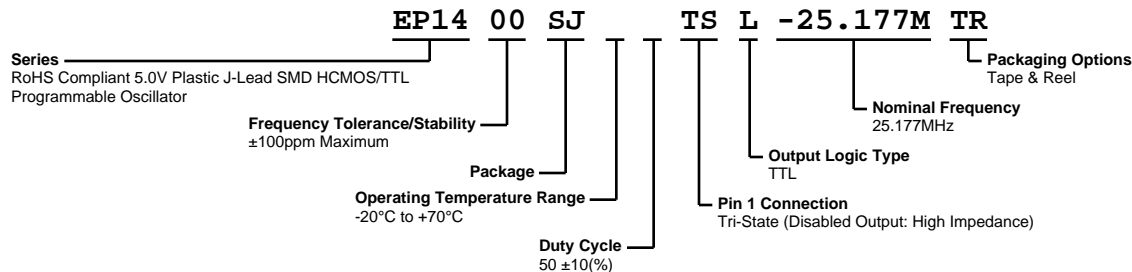 EP14 00 SJ TS L -25.177M TR
Series
RoHS Compliant 5.0V Plastic J-Lead SMD HCMOS/TTL
Programmable Oscillator
Packaging Options
Tape & Reel
Nominal Frequency
25.177MHz
Frequency Tolerance/Stability
±100ppm Maximum
Output Logic Type
TTL
Package
Operating Temperature Range
-20°C to +70°C
Pin 1 Connection
Tri-State (Disabled Output: High Impedance)
Duty Cycle
50 ±10(%)